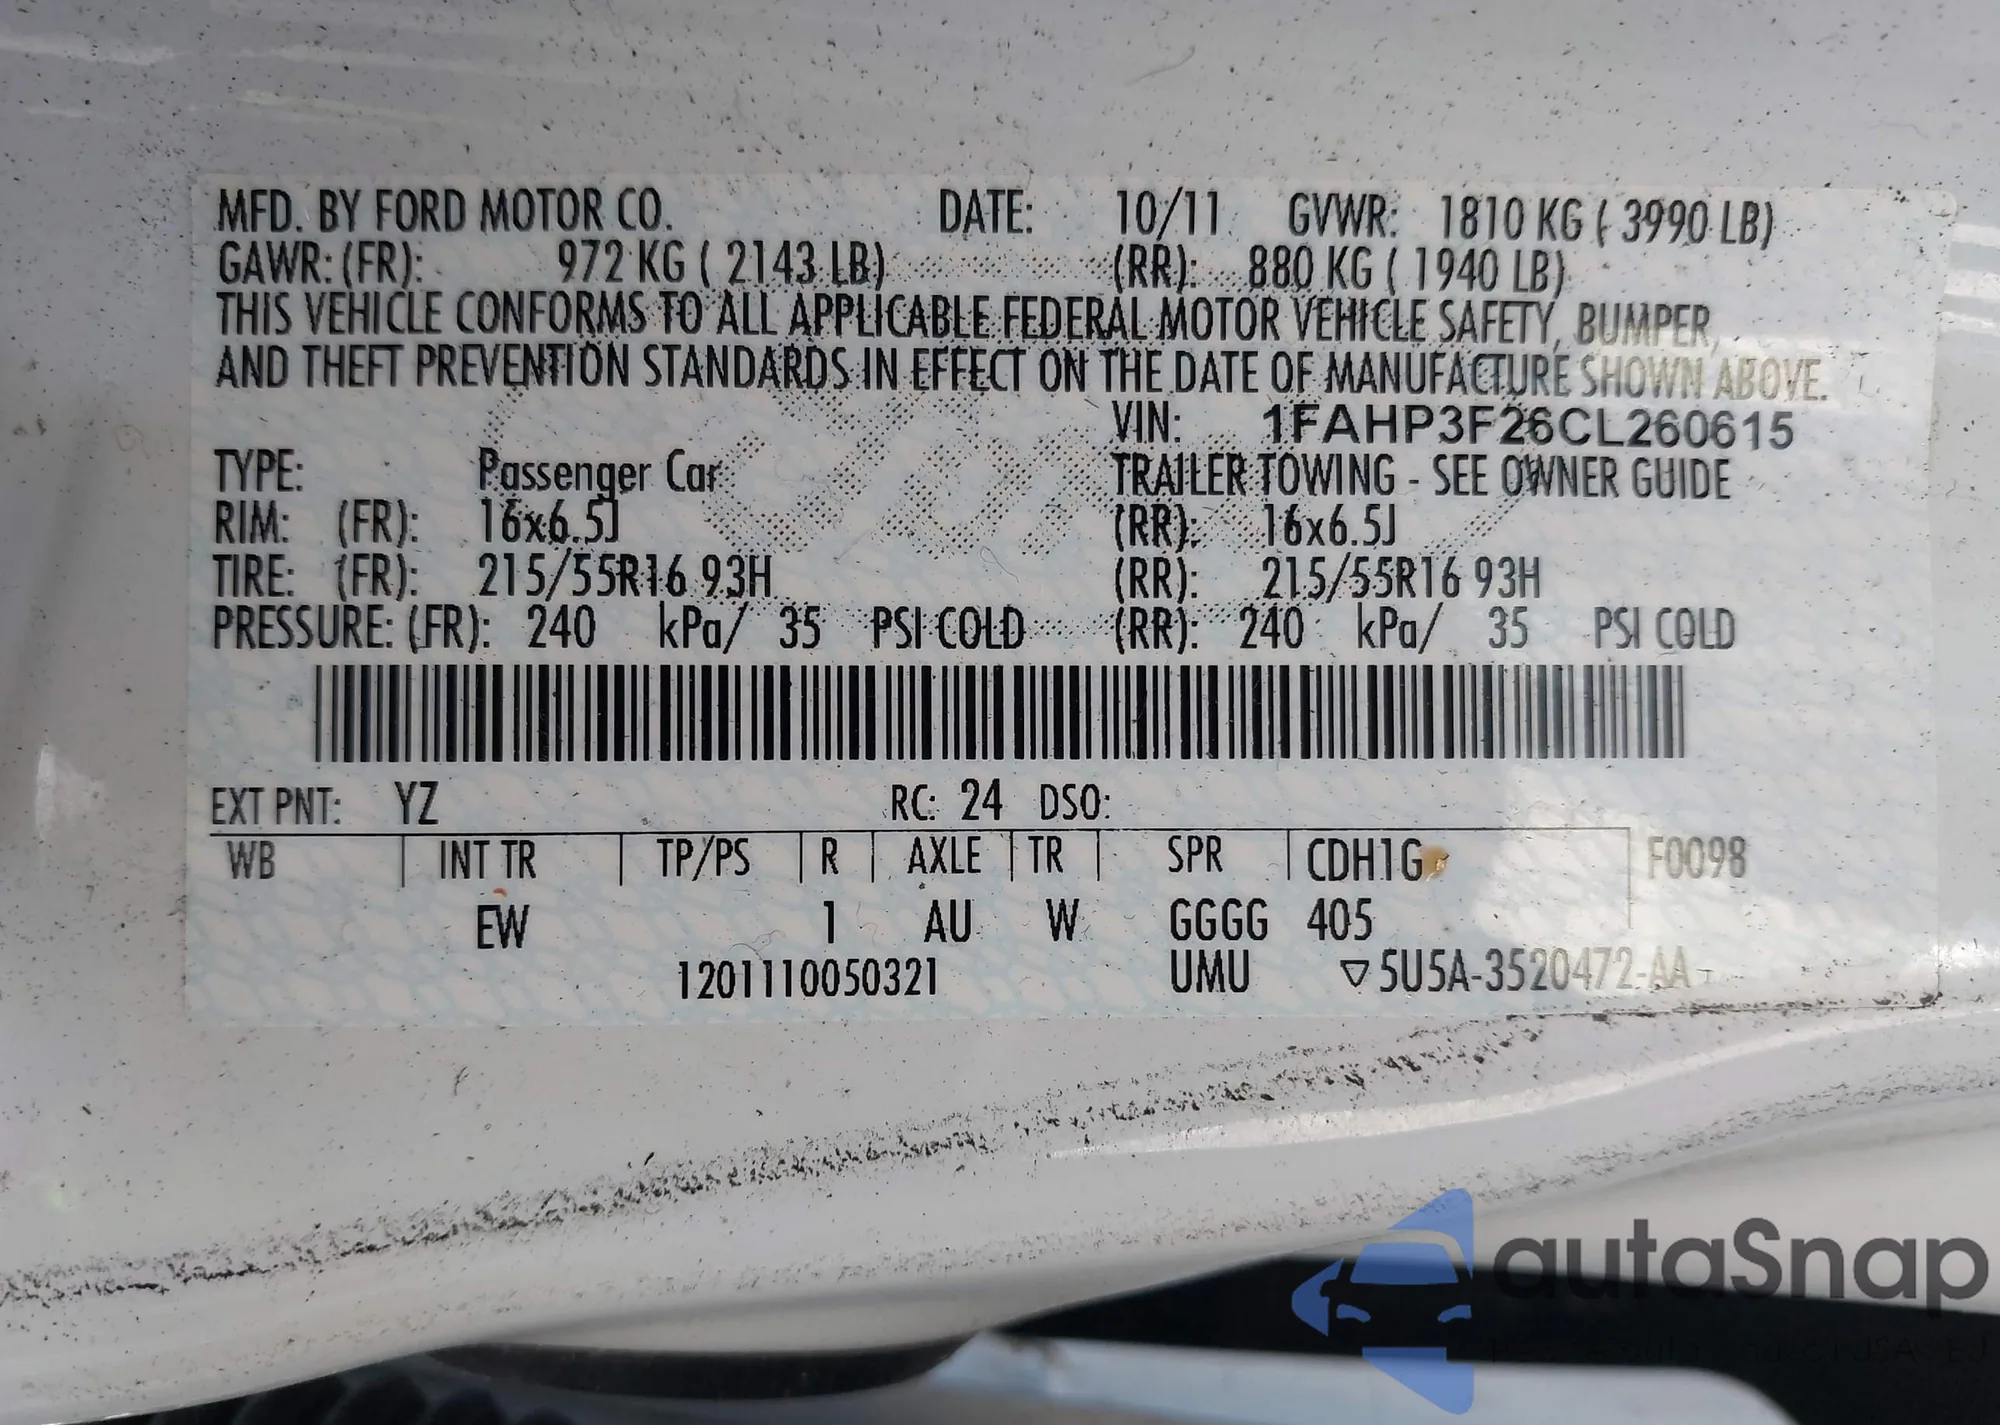 MFD. BY FORD MOTOR CO. DATE: 10/11 GVWR: 1810 KG ( 3990 LB)
GAWR: (FR): 972 KG ( 2143 LB) (RR): 880 KG ( 1940 LB)
THIS VEHICLE CONFORMS TO ALL APPLICABLE FEDERAL MOTOR VEHICLE SAFETY, BUMPER,
AND THEFT PREVENTION STANDARDS IN EFFECT ON THE DATE OF MANUFACTURE SHOWN ABOVE.
VIN: 1FAHP3F26CL260615
TYPE: Passenger Car TRAILER TOWING - SEE OWNER GUIDE
RIM: (FR): 16x6.5J (RR): 16x6.5J
TIRE: (FR): 215/55R16 93H (RR): 215/55R16 93H
PRESSURE: (FR): 240 kPa/ 35 PSI COLD (RR): 240 kPa/ 35 PSI COLD
EXT PNT: YZ RC: 24 DSO:
WB INT TR TP/PS R AXLE TR SPR CDH1G F0098
EW 1 AU W GGGG 405
1201110050321 UMU ▽5U5A-3520472-AA
autaSnap